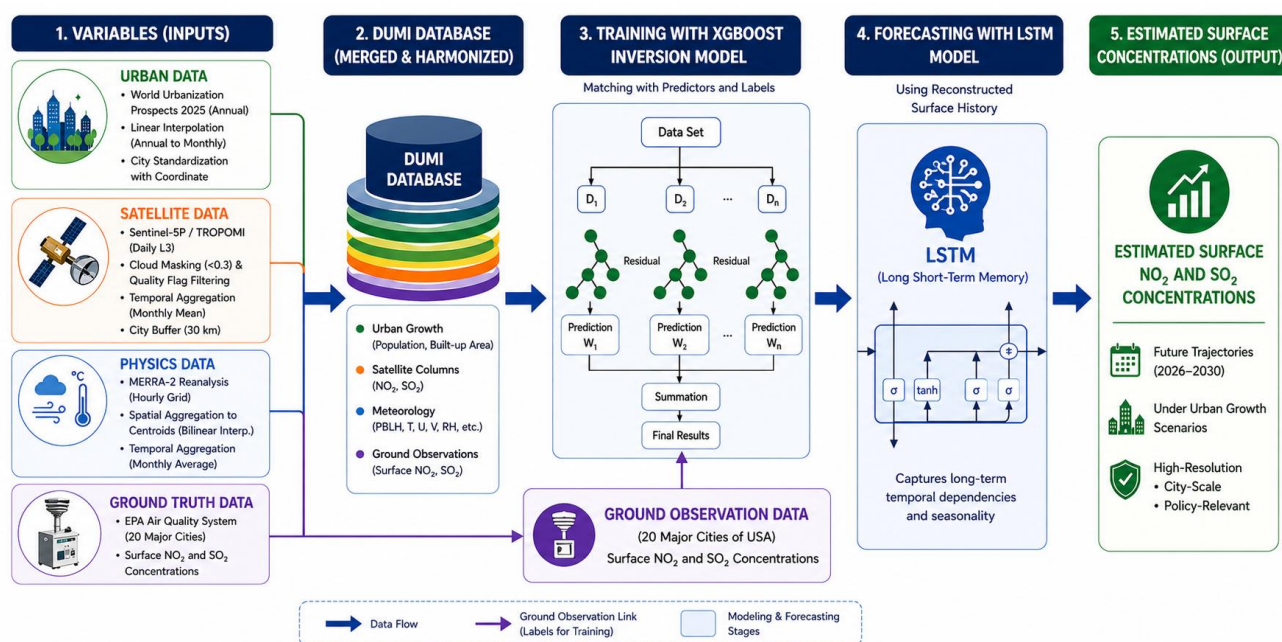 1. VARIABLES (INPUTS)
URBAN DATA
• World Urbanization
Prospects 2025 (Annual)
• Linear Interpolation
(Annual to Monthly)
• City Standardization
with Coordinate
SATELLITE DATA
• Sentinel-5P / TROPOMI
(Daily L3)
• Cloud Masking (<0.3) &
Quality Flag Filtering
• Temporal Aggregation
(Monthly Mean)
• City Buffer (30 km)
PHYSICS DATA
°C
• MERRA-2 Reanalysis
(Hourly Grid)
• Spatial Aggregation to
Centroids (Bilinear Interp.)
• Temporal Aggregation
(Monthly Average)
GROUND TRUTH DATA
• EPA Air Quality System
(20 Major Cities)
• Surface NO₂ and SO₂
Concentrations
2. DUMI DATABASE
(MERGED & HARMONIZED)
DUMI
DATABASE
Urban Growth
(Population, Built-up Area)
Satellite Columns
(NO₂, SO₂)
Meteorology
(PBLH, T, U, V, RH, etc.)
Ground Observations
(Surface NO₂, SO₂)
3. TRAINING WITH XGBOOST
INVERSION MODEL
Matching with Predictors and Labels
Data Set
D₁ D₂ ... Dₙ
Residual Residual
Prediction W₁
Prediction W₂
...
Prediction Wₙ
Summation
Final Results
GROUND OBSERVATION DATA
(20 Major Cities of USA)
Surface NO₂ and SO₂ Concentrations
4. FORECASTING WITH LSTM
MODEL
Using Reconstructed
Surface History
LSTM
(Long Short-Term Memory)
σ tanh σ σ
Captures long-term
temporal dependencies
and seasonality
5. ESTIMATED SURFACE
CONCENTRATIONS (OUTPUT)
ESTIMATED SURFACE
NO₂ AND SO₂
CONCENTRATIONS
Future Trajectories
(2026–2030)
Under Urban Growth
Scenarios
High-Resolution
• City-Scale
• Policy-Relevant
Data Flow
Ground Observation Link
(Labels for Training)
Modeling & Forecasting
Stages